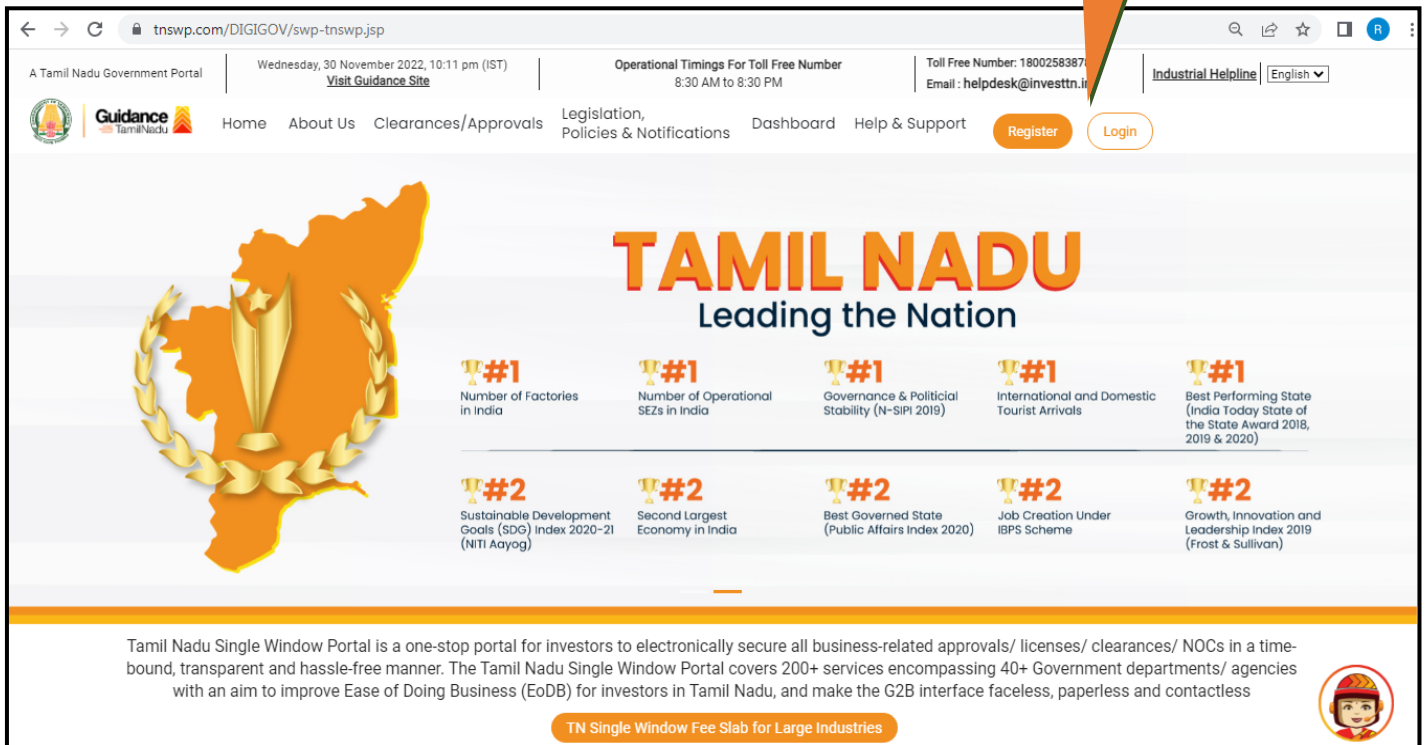 tnswp.com/DIGIGOV/swp-tnswp.jsp
R
A Tamil Nadu Government Portal
Wednesday, 30 November 2022, 10:11 pm (IST)
Visit Guidance Site
Operational Timings For Toll Free Number
8:30 AM to 8:30 PM
Toll Free Number: 18002583878
Email : helpdesk@investtn.in
Industrial Helpline
English
Guidance
TamilNadu
Home
About Us
Clearances/Approvals
Legislation,
Policies & Notifications
Dashboard
Help & Support
Register
Login
TAMIL NADU
Leading the Nation
#1
Number of Factories
in India
#1
Number of Operational
SEZs in India
#1
Governance & Politicial
Stability (N-SIPI 2019)
#1
International and Domestic
Tourist Arrivals
#1
Best Performing State
(India Today State of
the State Award 2018,
2019 & 2020)
#2
Sustainable Development
Goals (SDG) Index 2020-21
(NITI Aayog)
#2
Second Largest
Economy in India
#2
Best Governed State
(Public Affairs Index 2020)
#2
Job Creation Under
IBPS Scheme
#2
Growth, Innovation and
Leadership Index 2019
(Frost & Sullivan)
Tamil Nadu Single Window Portal is a one-stop portal for investors to electronically secure all business-related approvals/ licenses/ clearances/ NOCs in a time-
bound, transparent and hassle-free manner. The Tamil Nadu Single Window Portal covers 200+ services encompassing 40+ Government departments/ agencies
with an aim to improve Ease of Doing Business (EoDB) for investors in Tamil Nadu, and make the G2B interface faceless, paperless and contactless
TN Single Window Fee Slab for Large Industries